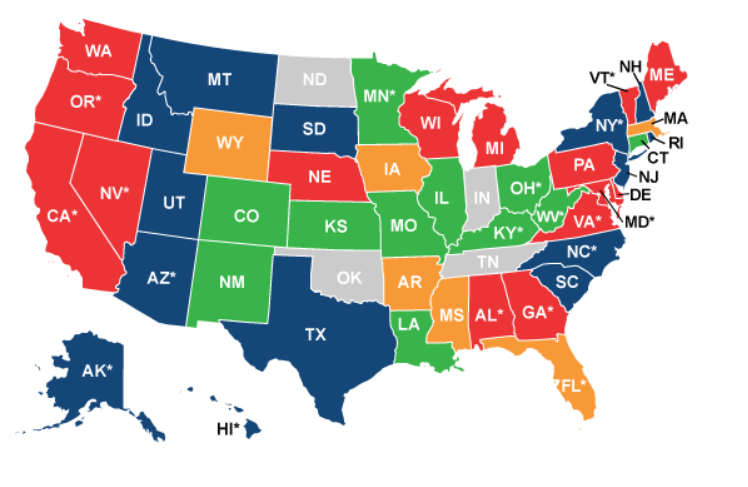 WA
OR*
CA*
NV*
ID
MT
WY
UT
AZ*
CO
NM
ND
SD
NE
KS
OK
TX
MN*
IA
MO
AR
LA
WI
IL
MS
MI
IN
KY*
TN
AL*
OH*
WV*
GA*
FL*
SC
NC*
VA*
PA
NY*
VT*
NH
ME
MA
RI
CT
NJ
DE
MD*
AK*
HI*